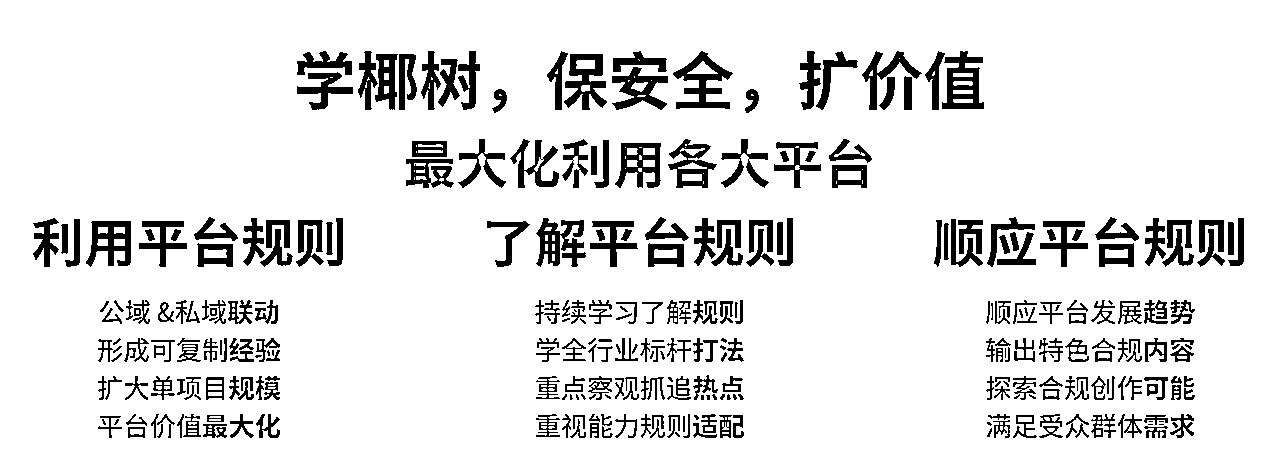 学椰树，保安全，扩价值
最大化利用各大平台
利用平台规则
公域 &私域联动
形成可复制经验
扩大单项目规模
平台价值最大化
了解平台规则
持续学习了解规则
学全行业标杆打法
重点察观抓追热点
重视能力规则适配
顺应平台规则
顺应平台发展趋势
输出特色合规内容
探索合规创作可能
满足受众群体需求